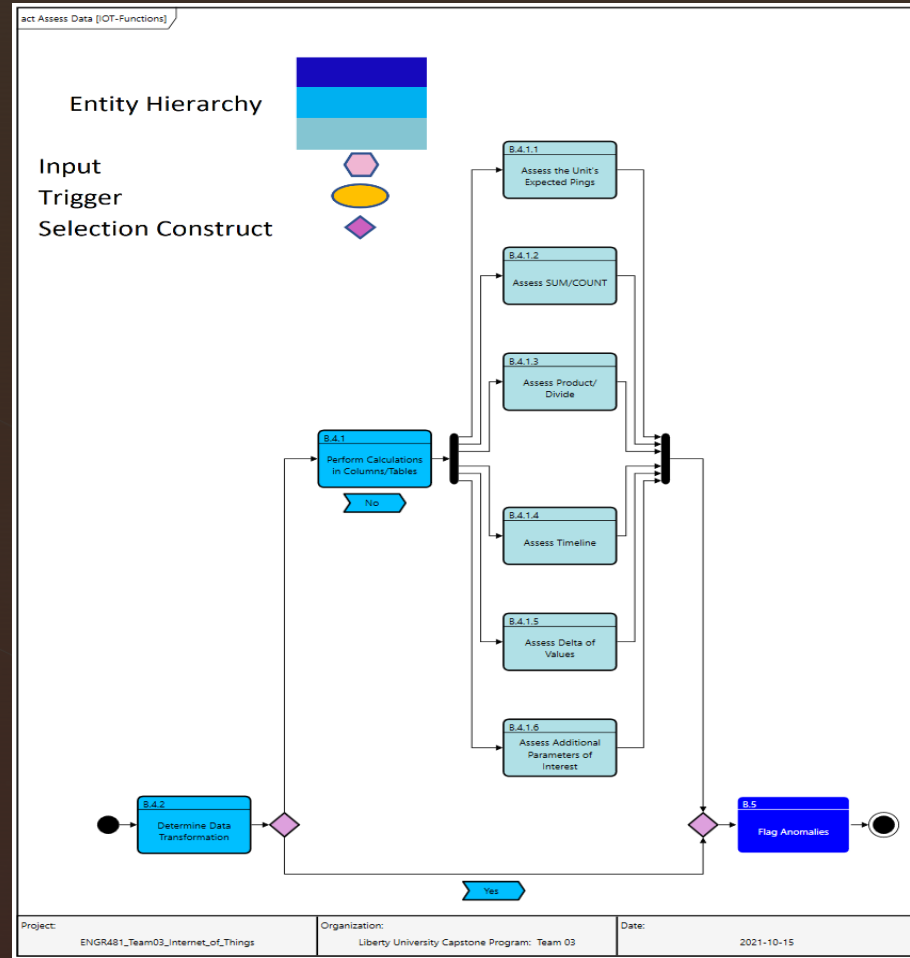 act Assess Data [IOT-Functions]
Entity Hierarchy
Input
Trigger
Selection Construct
B.4.1.1
Assess the Unit's
Expected Pings
B.4.1.2
Assess SUM/COUNT
B.4.1.3
Assess Product/
Divide
B.4.1
Perform Calculations
in Columns/Tables
No
B.4.1.4
Assess Timeline
B.4.1.5
Assess Delta of
Values
B.4.1.6
Assess Additional
Parameters of
Interest
B.4.2
Determine Data
Transformation
B.5
Flag Anomalies
Yes
Project:
ENGR481_Team03_Internet_of_Things
Organization:
Liberty University Capstone Program: Team 03
Date:
2021-10-15